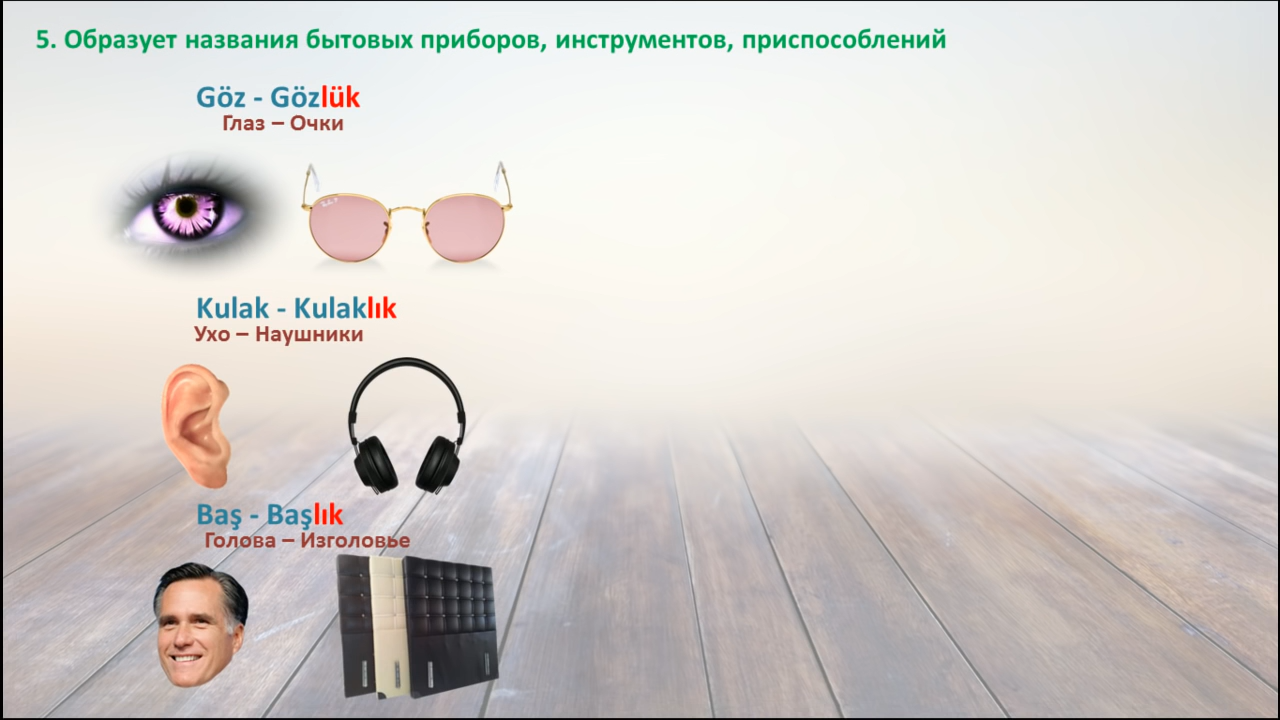 5. Образует названия бытовых приборов, инструментов, приспособлений
Göz - Gözlük
Глаз – Очки
Kulak - Kulaklık
Ухо – Наушники
Baş - Başlık
Голова – Изголовье